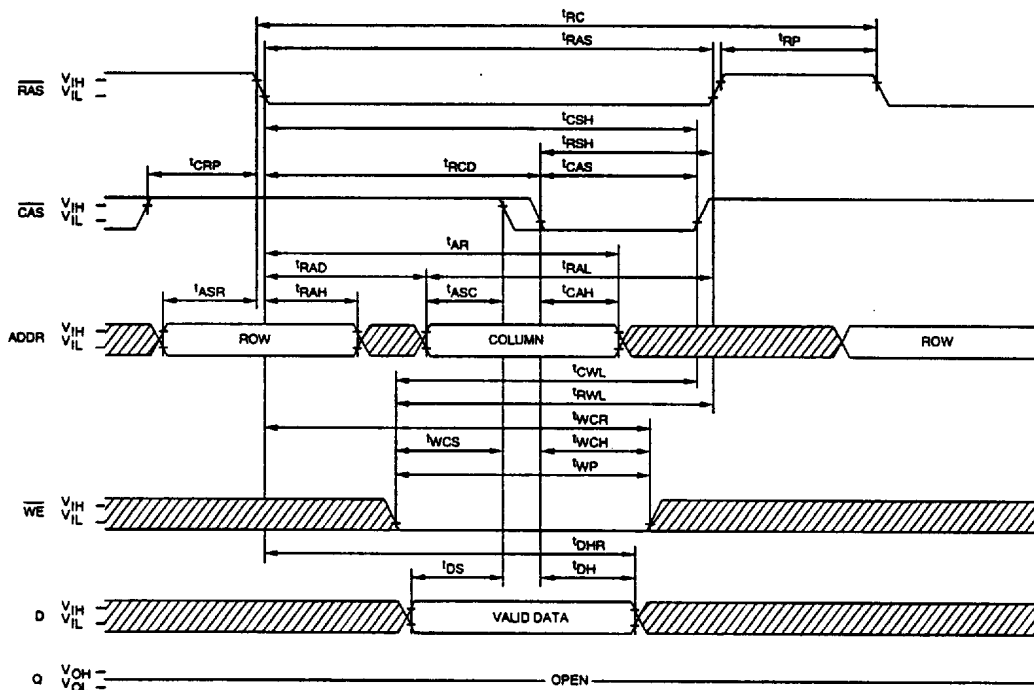 tRC
tRAS
tRP
RAS VIH VIL
tCSH
tRSH
tCRP
tRCD
tCAS
CAS VIH VIL
tAR
tRAD
tRAL
tASR
tRAH
tASC
tCAH
ADDR VIH VIL ROW COLUMN ROW
tCWL
tRWL
tWCR
tWCS
tWCH
tWP
WE VIH VIL
tDHR
tDS
tDH
D VIH VIL VALID DATA
Q VOH VOL OPEN